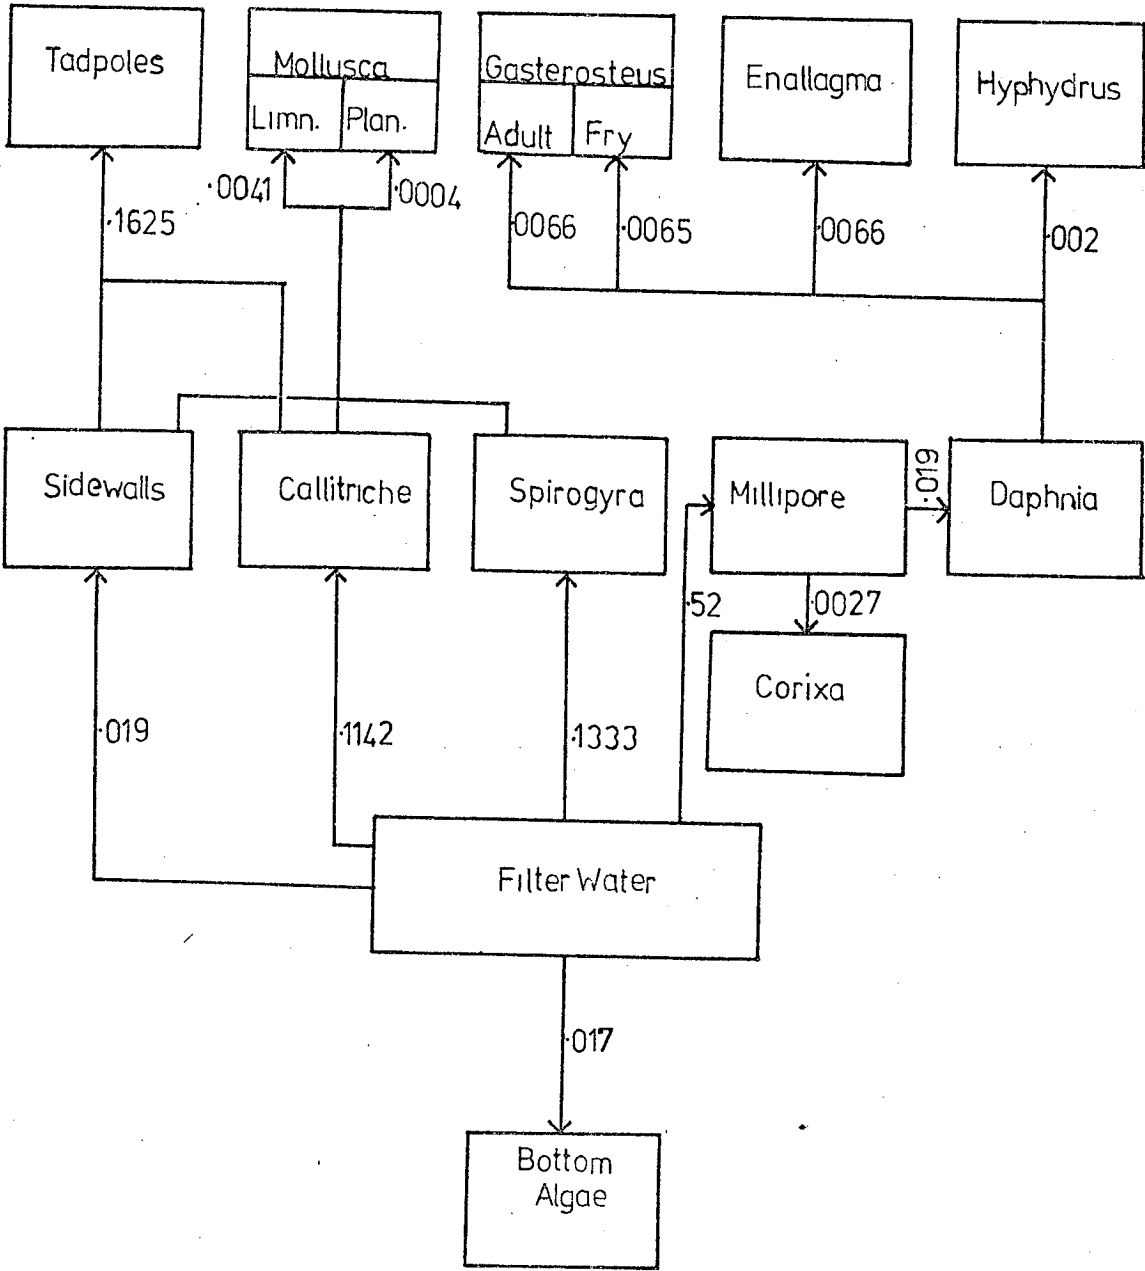 Tadpoles
Mollusca
Limn. Plan.
Gasterosteus
Adult Fry
Enallagma
Hyphydrus
·1625
·0041
·0004
·0066
·0065
·0066
·002
Sidewalls
Callitriche
Spirogyra
Millipore
·019
Daphnia
·52
·0027
Corixa
·019
·1142
·1333
Filter Water
·017
Bottom
Algae